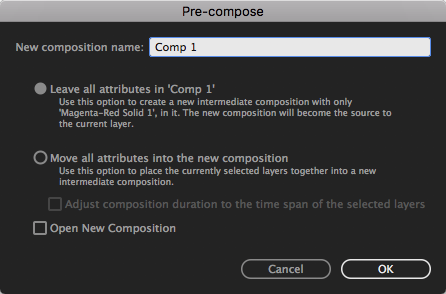 Pre-compose
New composition name: Comp 1
Leave all attributes in 'Comp 1'
Use this option to create a new intermediate composition with only
'Magenta-Red Solid 1', in it. The new composition will become the source to
the current layer.
Move all attributes into the new composition
Use this option to place the currently selected layers together into a new
intermediate composition.
Adjust composition duration to the time span of the selected layers
Open New Composition
Cancel OK